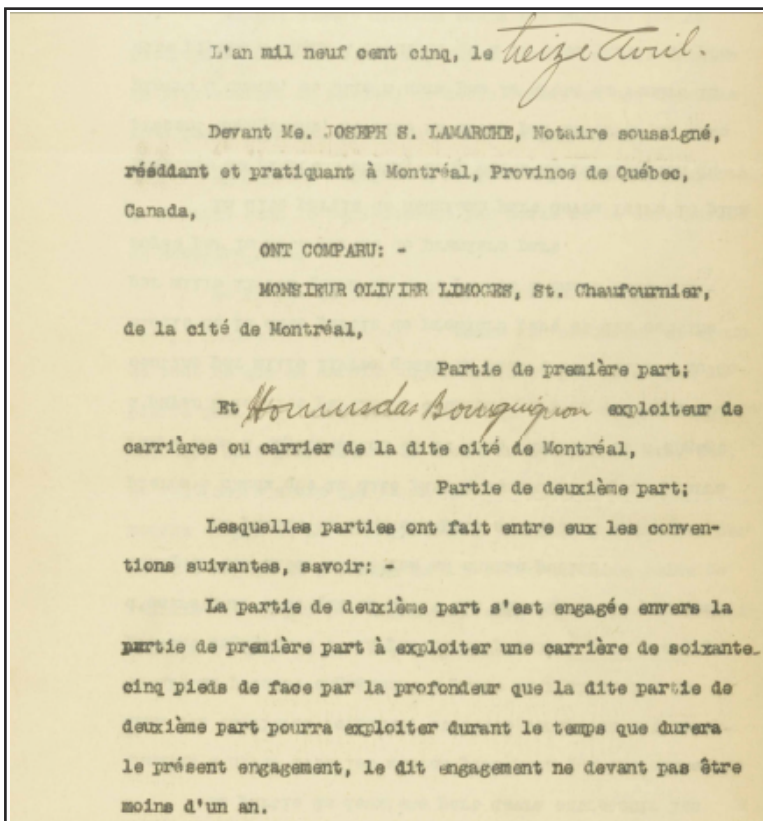 L'an mil neuf cent cinq, le treize Avril.
Devant Me. JOSEPH S. LAMARCHE, Notaire soussigné,
résidant et pratiquant à Montréal, Province de Québec,
Canada,
ONT COMPARU: -
MONSIEUR OLIVIER LIMOGES, St. Chaufournier,
de la cité de Montréal,
Partie de première part;
Et Hormisdas Bourguignon exploiteur de
carrières ou carrier de la dite cité de Montréal,
Partie de deuxième part;
Lesquelles parties ont fait entre eux les conven-
tions suivantes, savoir: -
La partie de deuxième part s'est engagée envers la
partie de première part à exploiter une carrière de soixante-
cinq pieds de face par la profondeur que la dite partie de
deuxième part pourra exploiter durant le temps que durera
le présent engagement, le dit engagement ne devant pas être
moins d'un an.